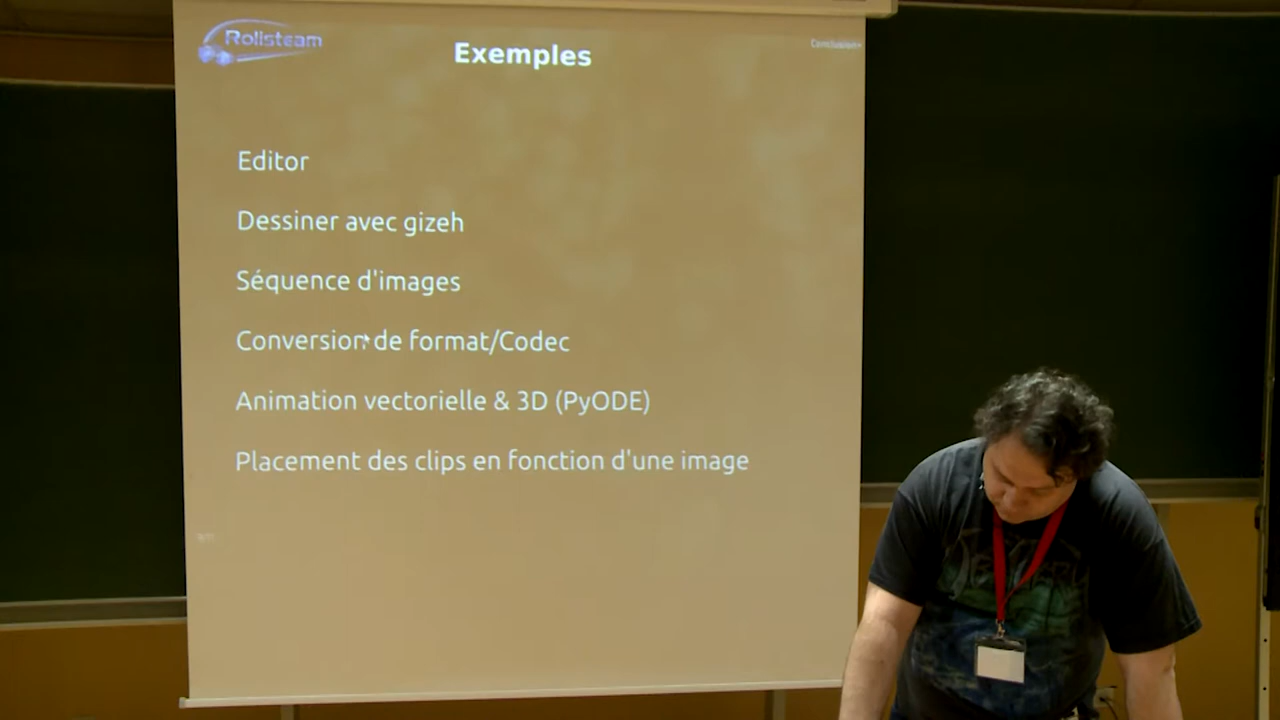 Rolisteam
Exemples
Conclusion
Editor
Dessiner avec gizeh
Séquence d'images
Conversion de format/Codec
Animation vectorielle & 3D (PyODE)
Placement des clips en fonction d'une image